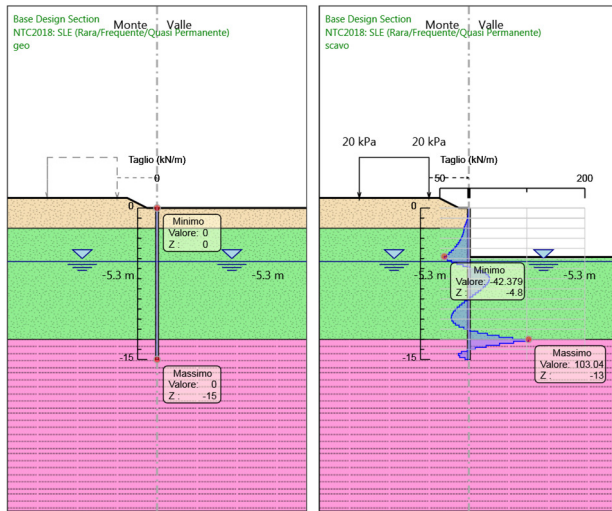 Base Design Section
NTC2018: SLE (Rara/Frequente/Quasi Permanente)
geo
Monte
Valle
Taglio (kN/m)
0
0
Minimo
Valore: 0
Z : 0
-5.3 m
-5.3 m
-15
Massimo
Valore: 0
Z : -15
Base Design Section
NTC2018: SLE (Rara/Frequente/Quasi Permanente)
scavo
Monte
Valle
20 kPa
20 kPa
Taglio (kN/m)
50
200
0
Minimo
Valore: -42.379
Z : -4.8
-5.3 m
-5.3 m
-15
Massimo
Valore: 103.04
Z : -13